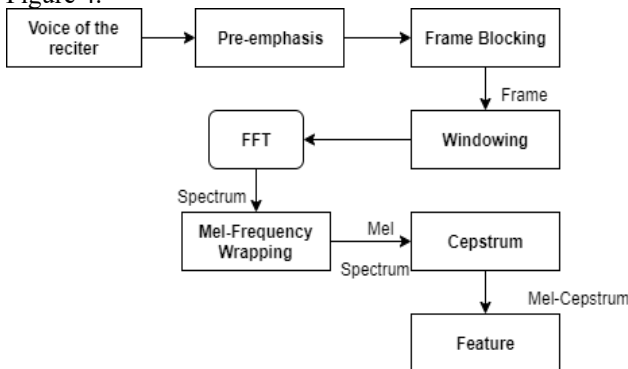 Figure 4.
Voice of the
reciter
Pre-emphasis
Frame Blocking
Frame
FFT
Windowing
Spectrum
Mel-Frequency
Wrapping
Mel
Spectrum
Cepstrum
Mel-Cepstrum
Feature